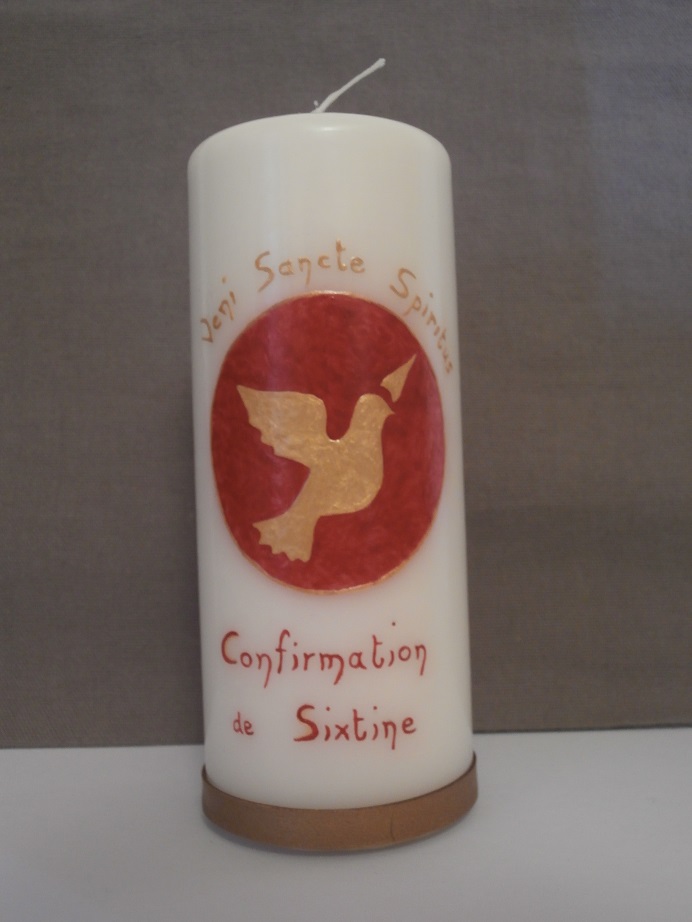 Veni Sancte Spiritus
Confirmation
de Sixtine